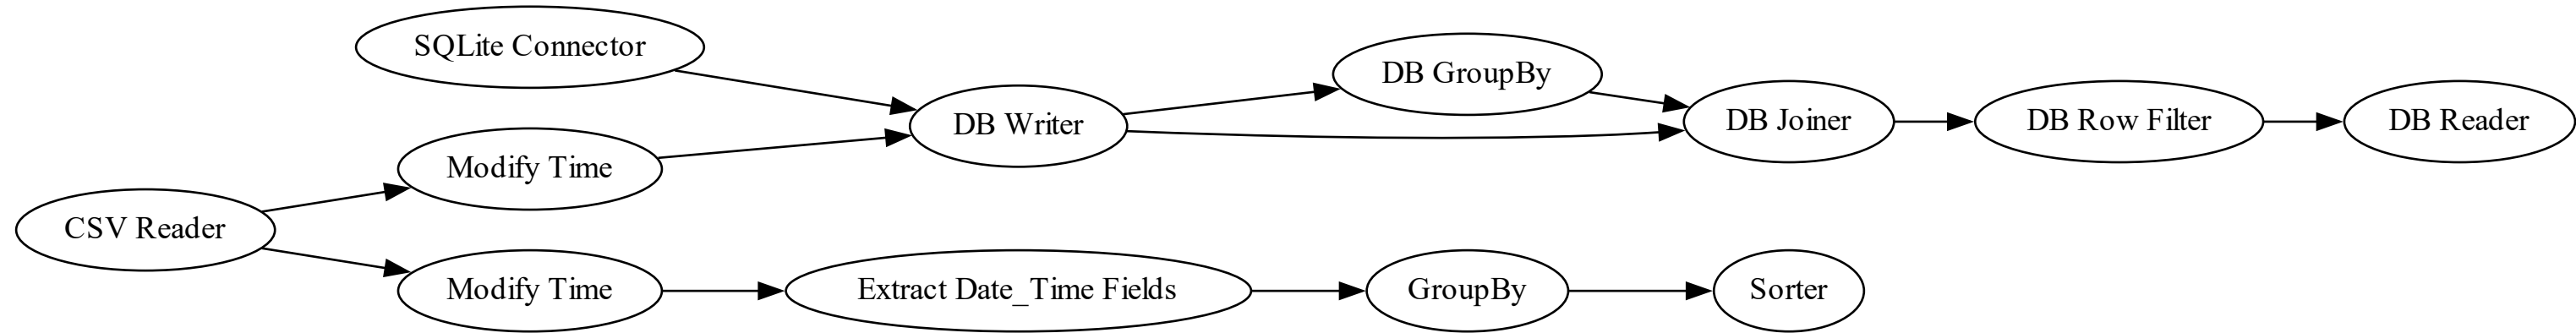 SQLite Connector
DB GroupBy
DB Writer
DB Joiner
DB Row Filter
DB Reader
Modify Time
CSV Reader
Modify Time
Extract Date_Time Fields
GroupBy
Sorter